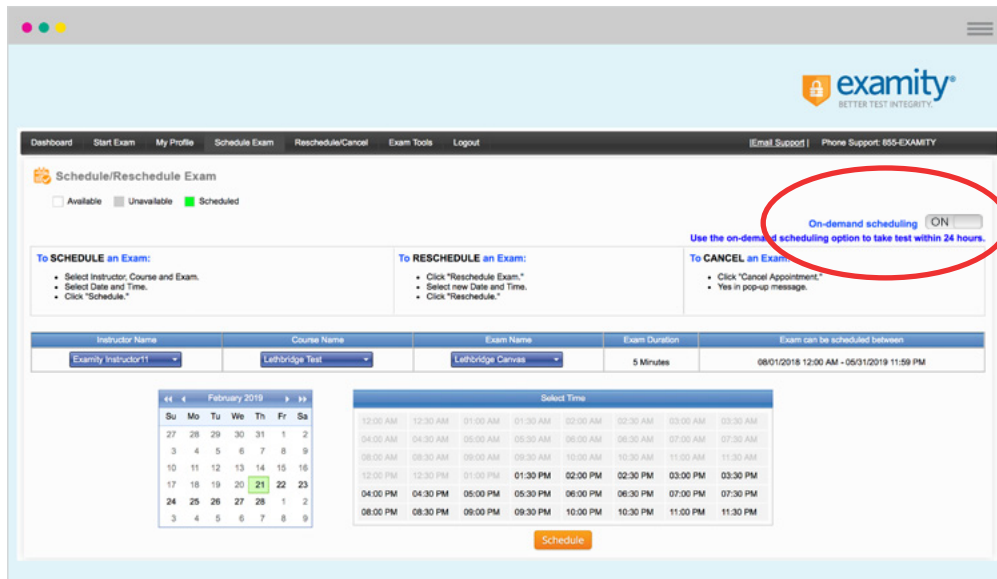 examity®
BETTER TEST INTEGRITY.
Dashboard Start Exam My Profile Schedule Exam Reschedule/Cancel Exam Tools Logout |Email Support| Phone Support: 855-EXAMITY
Schedule/Reschedule Exam
Available Unavailable Scheduled
On-demand scheduling ON
Use the on-demand scheduling option to take test within 24 hours.
To SCHEDULE an Exam:
• Select Instructor, Course and Exam.
• Select Date and Time.
• Click "Schedule."
To RESCHEDULE an Exam:
• Click "Reschedule Exam."
• Select new Date and Time.
• Click "Reschedule."
To CANCEL an Exam:
• Click "Cancel Appointment."
• Yes in pop-up message.
Instructor Name Course Name Exam Name Exam Duration Exam can be scheduled between
Examity Instructor11 Lethbridge Test Lethbridge Canvas 5 Minutes 08/01/2018 12:00 AM - 05/31/2019 11:59 PM
February 2019
Su Mo Tu We Th Fr Sa
27 28 29 30 31 1 2
3 4 5 6 7 8 9
10 11 12 13 14 15 16
17 18 19 20 21 22 23
24 25 26 27 28 1 2
3 4 5 6 7 8 9
Select Time
12:00 AM 12:30 AM 01:00 AM 01:30 AM 02:00 AM 02:30 AM 03:00 AM 03:30 AM
04:00 AM 04:30 AM 05:00 AM 05:30 AM 06:00 AM 06:30 AM 07:00 AM 07:30 AM
08:00 AM 08:30 AM 09:00 AM 09:30 AM 10:00 AM 10:30 AM 11:00 AM 11:30 AM
12:00 PM 12:30 PM 01:00 PM 01:30 PM 02:00 PM 02:30 PM 03:00 PM 03:30 PM
04:00 PM 04:30 PM 05:00 PM 05:30 PM 06:00 PM 06:30 PM 07:00 PM 07:30 PM
08:00 PM 08:30 PM 09:00 PM 09:30 PM 10:00 PM 10:30 PM 11:00 PM 11:30 PM
Schedule